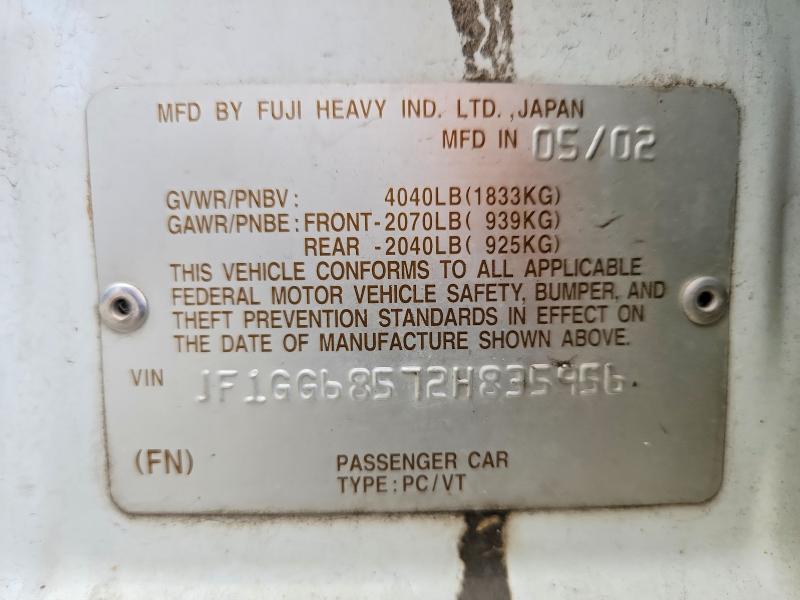 MFD BY FUJI HEAVY IND. LTD.,JAPAN
MFD IN 05/02
GVWR/PNBV: 4040LB(1833KG)
GAWR/PNBE: FRONT-2070LB( 939KG)
REAR -2040LB( 925KG)
THIS VEHICLE CONFORMS TO ALL APPLICABLE
FEDERAL MOTOR VEHICLE SAFETY, BUMPER, AND
THEFT PREVENTION STANDARDS IN EFFECT ON
THE DATE OF MANUFACTURE SHOWN ABOVE.
VIN JF1GG68572H835956
(FN) PASSENGER CAR
TYPE:PC/VT